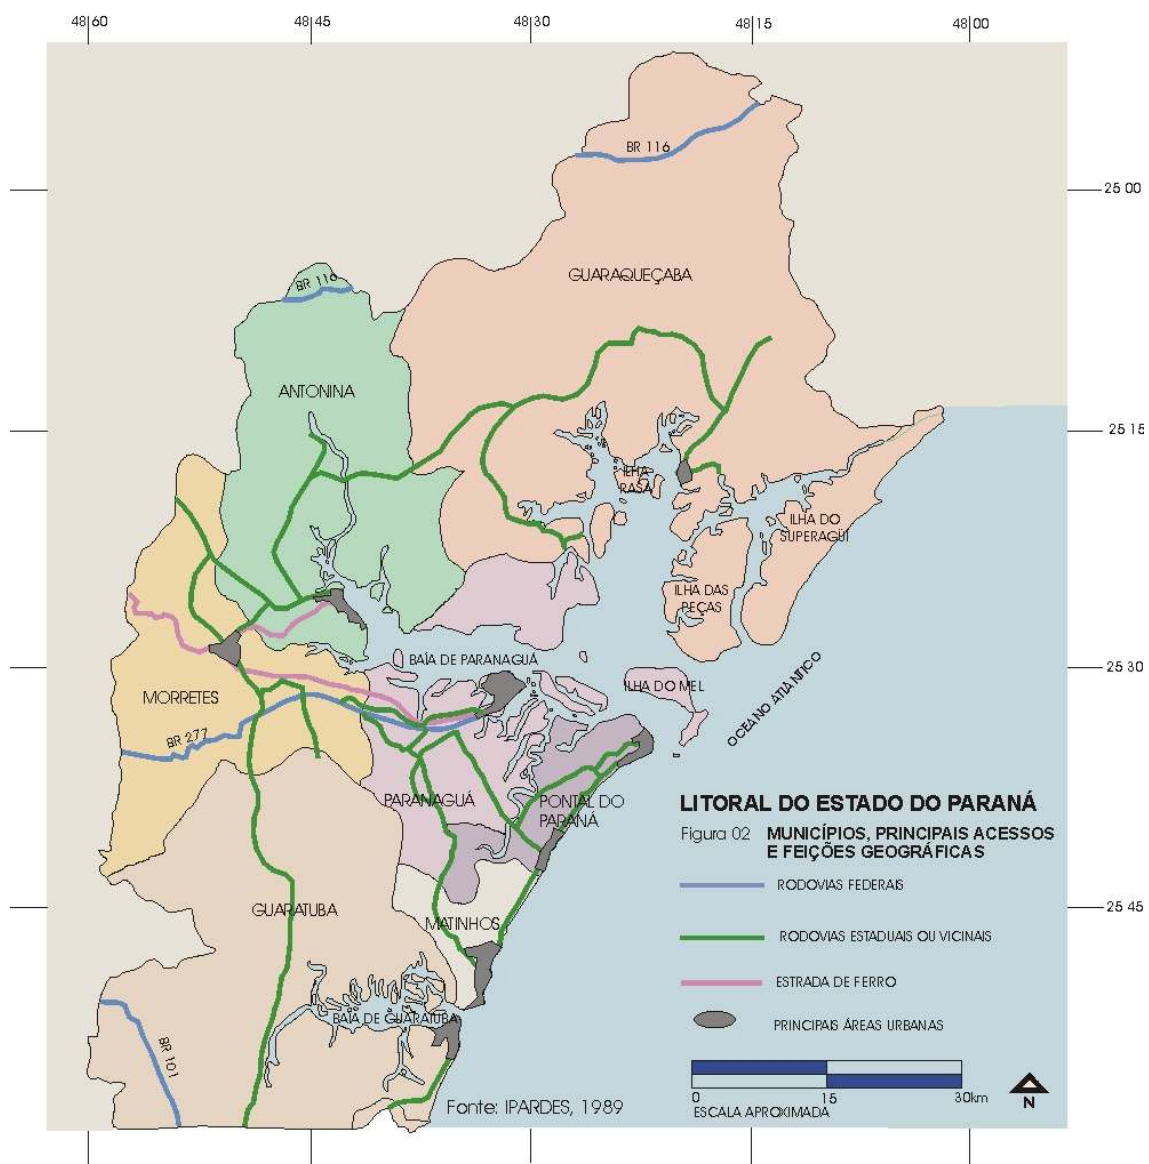 48 60
48 45
48 30
48 15
48 00
BR 116
25 00
GUARAQUEÇABA
BR 116
ANTONINA
25 15
ILHA
RASA
ILHA DO
SUPERAGÜI
ILHA DAS
PEÇAS
BAÍA DE PARANAGUÁ
25 30
ILHA DO MEL
MORRETES
OCEANO ATLÂNTICO
BR 277
PARANAGUÁ
PONTAL DO
PARANÁ
LITORAL DO ESTADO DO PARANÁ
Figura 02 MUNICÍPIOS, PRINCIPAIS ACESSOS
E FEIÇÕES GEOGRÁFICAS
RODOVIAS FEDERAIS
GUARATUBA
25 45
MATINHOS
RODOVIAS ESTADUAIS OU VICINAIS
ESTRADA DE FERRO
BAÍA DE GUARATUBA
PRINCIPAIS ÁREAS URBANAS
BR 101
0 15 30km
ESCALA APROXIMADA
N
Fonte: IPARDES, 1989